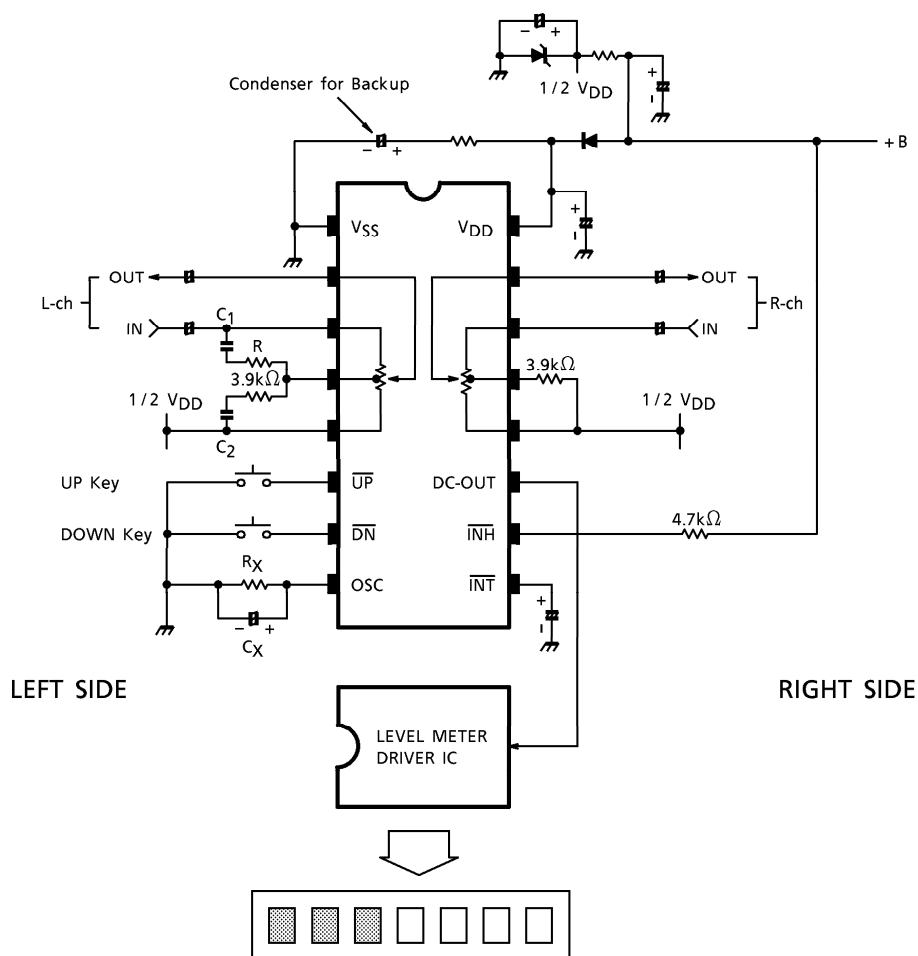 − +
1/2 VDD
+
-
Condenser for Backup
− +
+B
VSS
VDD
+
-
L-ch
OUT
OUT
R-ch
IN
C1
IN
R
3.9kΩ
3.9kΩ
1/2 VDD
1/2 VDD
C2
UP Key
UP
DC-OUT
DOWN Key
DN
INH
4.7kΩ
RX
OSC
INT
− +
CX
+
-
LEFT SIDE
RIGHT SIDE
LEVEL METER
DRIVER IC